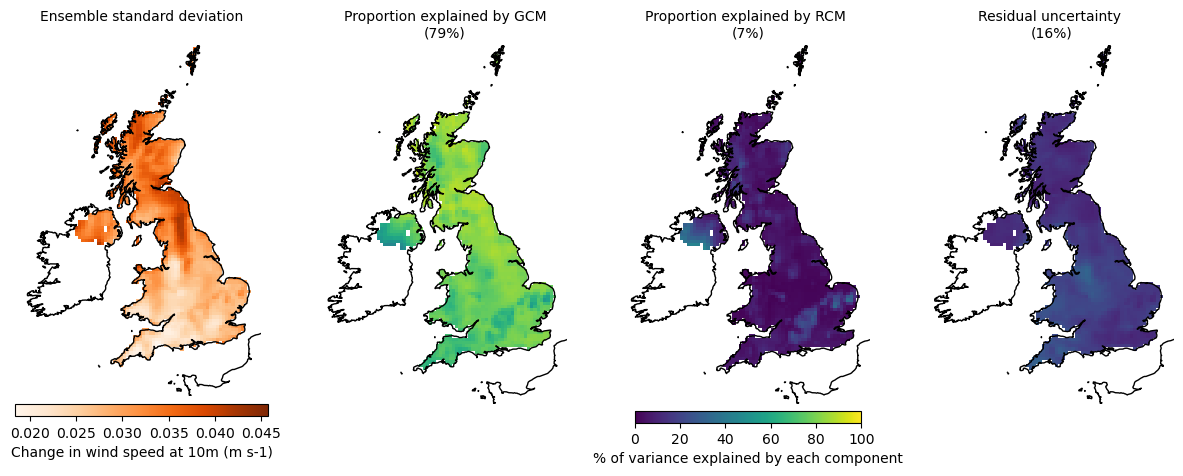 Ensemble standard deviation
Proportion explained by GCM
(79%)
Proportion explained by RCM
(7%)
Residual uncertainty
(16%)
0.020 0.025 0.030 0.035 0.040 0.045
Change in wind speed at 10m (m s-1)
0 20 40 60 80 100
% of variance explained by each component